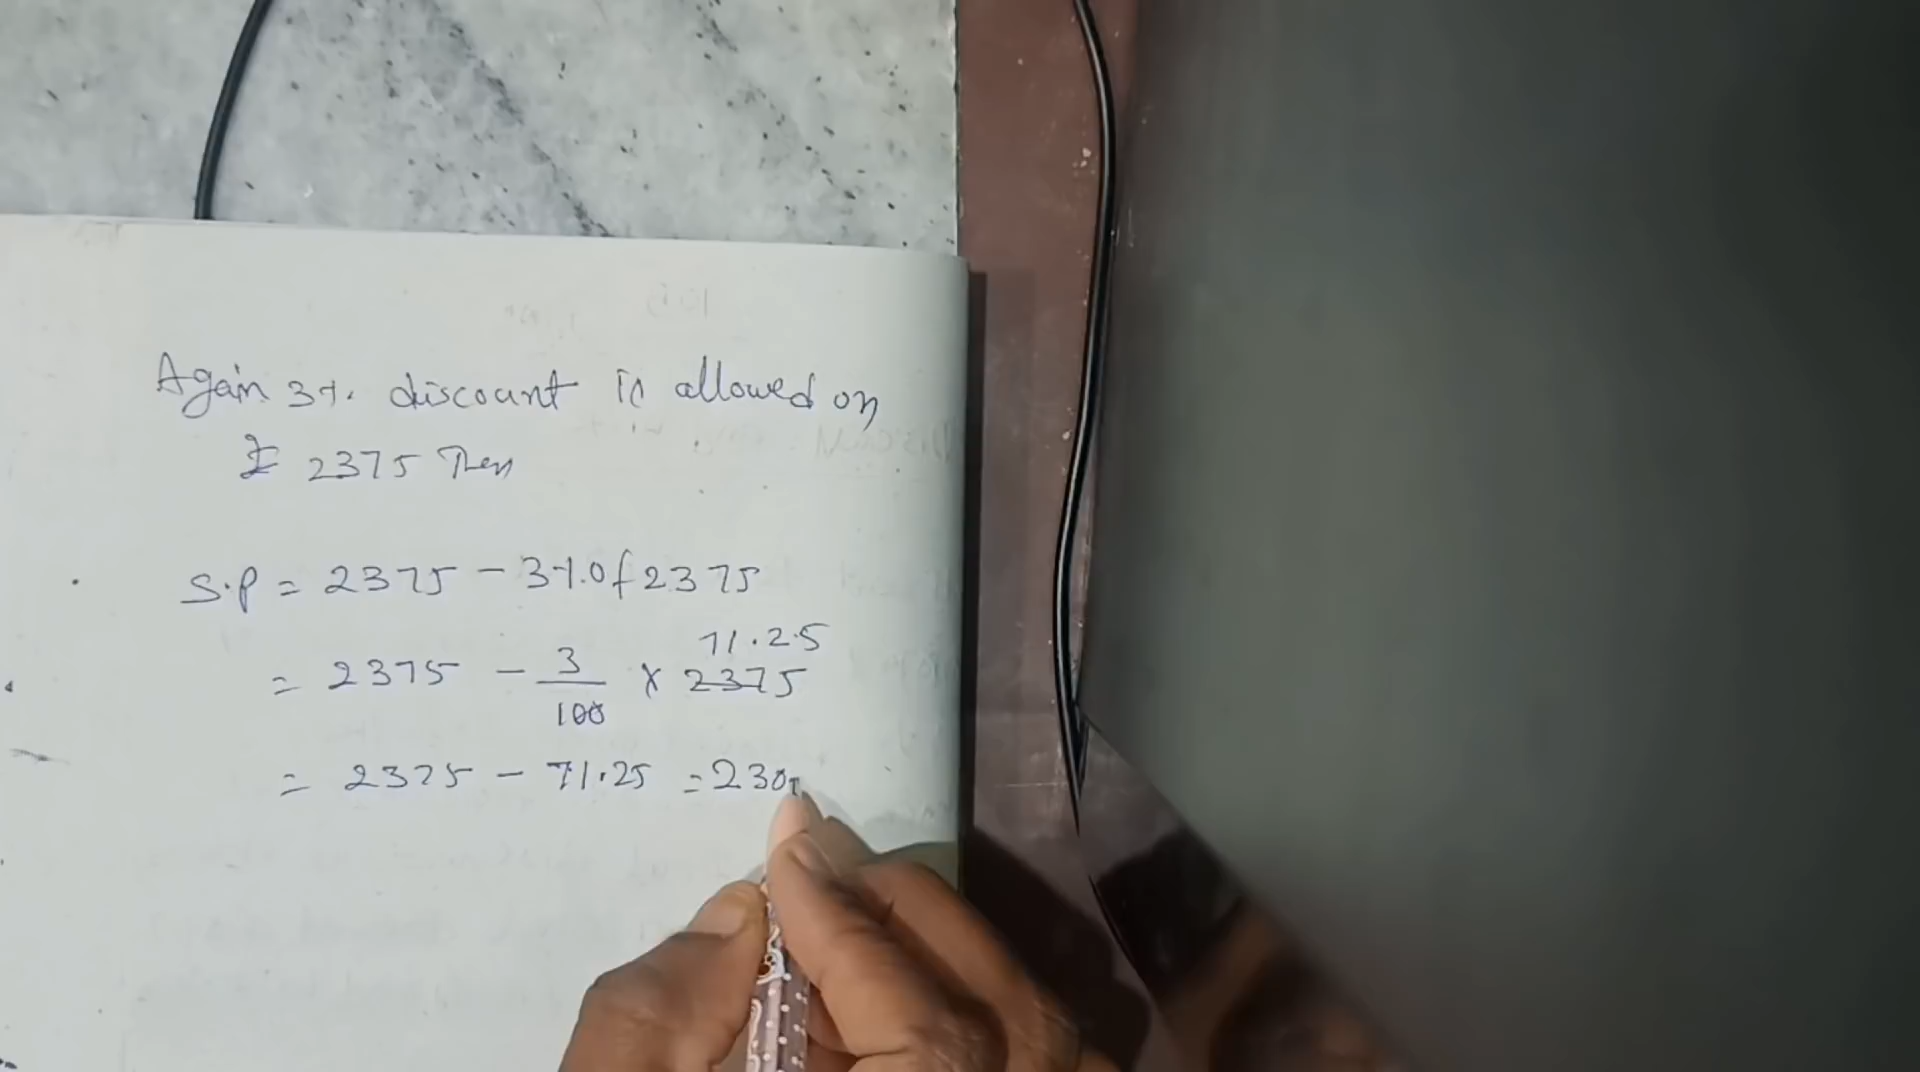 Again 3%. discount is allowed on
₹ 2375 Then
S.P = 2375 - 3% of 2375
71.25
= 2375 - 3/100 × 2375
= 2375 - 71.25 = 230